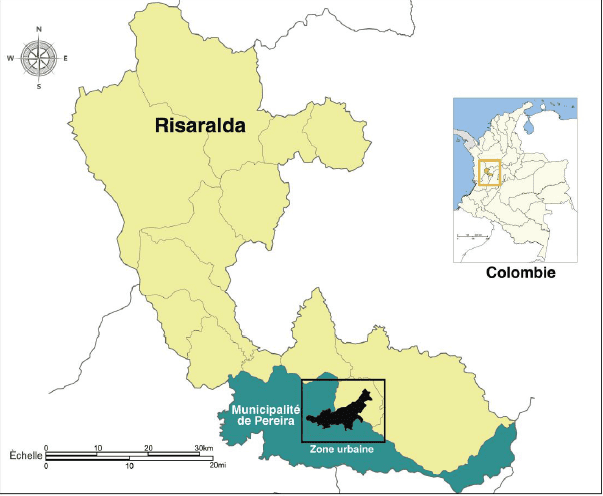 N
W
E
S
Risaralda
Colombie
Municipalité
de Pereira
Zone urbaine
Échelle
0 10 20 30km
0 10 20mi